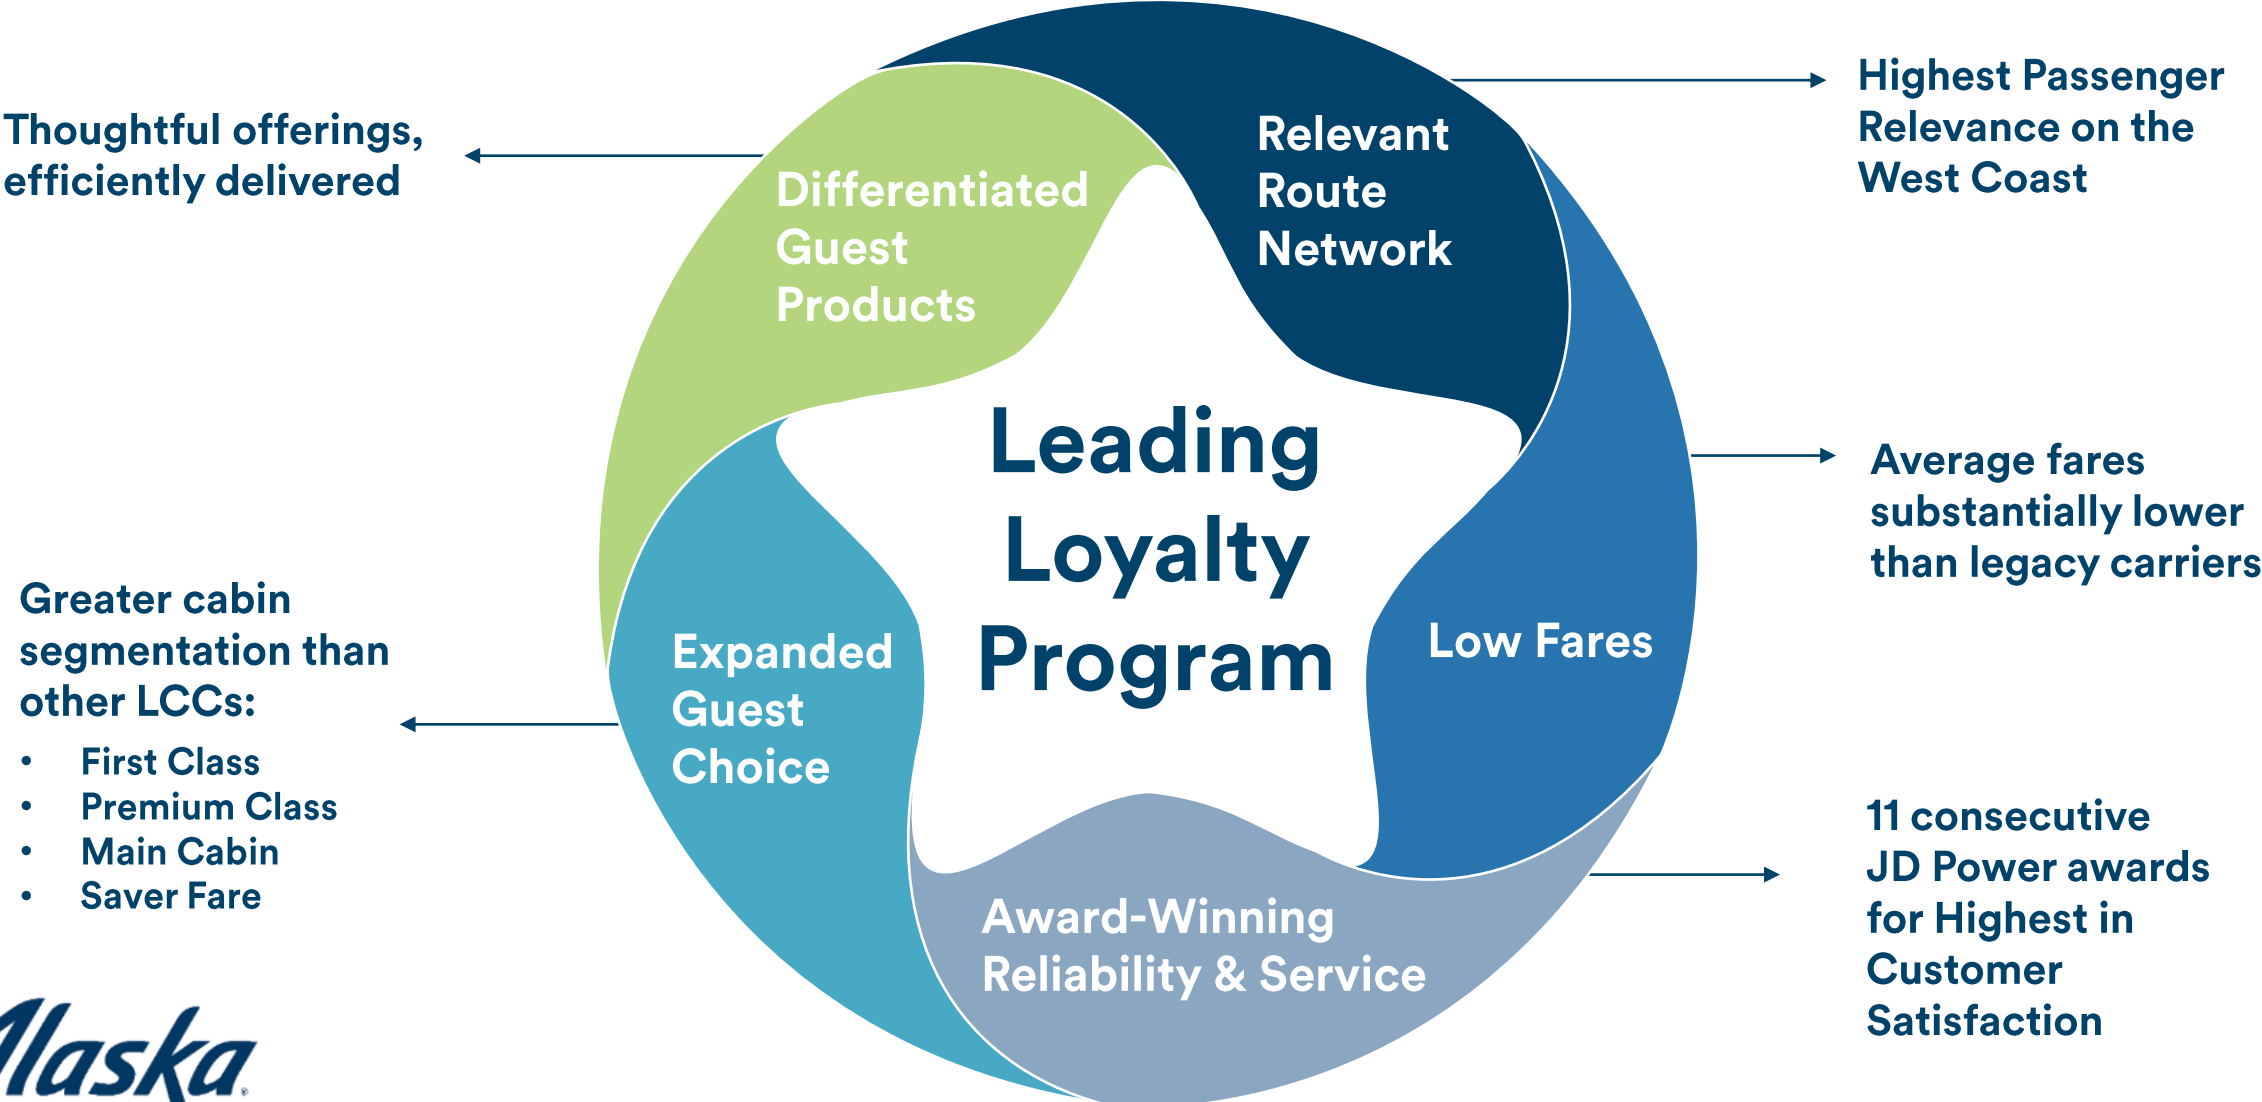 Thoughtful offerings,
efficiently delivered
Differentiated
Guest
Products
Relevant
Route
Network
Highest Passenger
Relevance on the
West Coast
Leading
Loyalty
Program
Average fares
substantially lower
than legacy carriers
Low Fares
Greater cabin
segmentation than
other LCCs:
• First Class
• Premium Class
• Main Cabin
• Saver Fare
Expanded
Guest
Choice
Award-Winning
Reliability & Service
11 consecutive
JD Power awards
for Highest in
Customer
Satisfaction
Alaska®